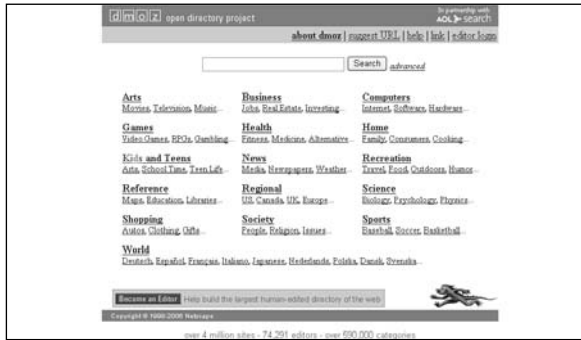 dmoz open directory project
In partnership with
AOL search
about dmoz | suggest URL | help | link | editor login
Search advanced
Arts
Movies, Television, Music...
Business
Jobs, Real Estate, Investing...
Computers
Internet, Software, Hardware...
Games
Video Games, RPGs, Gambling...
Health
Fitness, Medicine, Alternative...
Home
Family, Consumers, Cooking...
Kids and Teens
Arts, School Time, Teen Life...
News
Media, Newspapers, Weather...
Recreation
Travel, Food, Outdoors, Humor...
Reference
Maps, Education, Libraries...
Regional
US, Canada, UK, Europe...
Science
Biology, Psychology, Physics...
Shopping
Autos, Clothing, Gifts...
Society
People, Religion, Issues...
Sports
Baseball, Soccer, Basketball...
World
Deutsch, Español, Français, Italiano, Japanese, Nederlands, Polska, Dansk, Svenska...
Become an Editor Help build the largest human-edited directory of the web
Copyright © 1998-2006 Netscape
over 4 million sites - 74,291 editors - over 590,000 categories